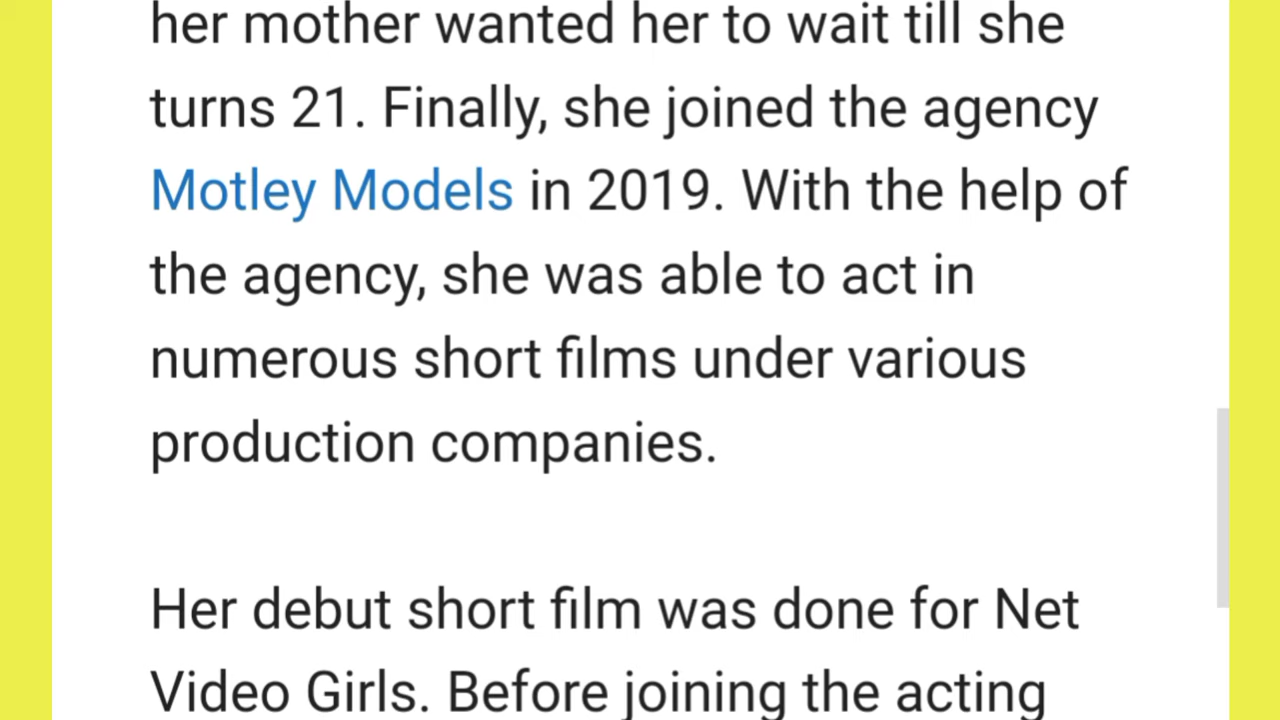 her mother wanted her to wait till she
turns 21. Finally, she joined the agency
Motley Models in 2019. With the help of
the agency, she was able to act in
numerous short films under various
production companies.
Her debut short film was done for Net
Video Girls. Before joining the acting